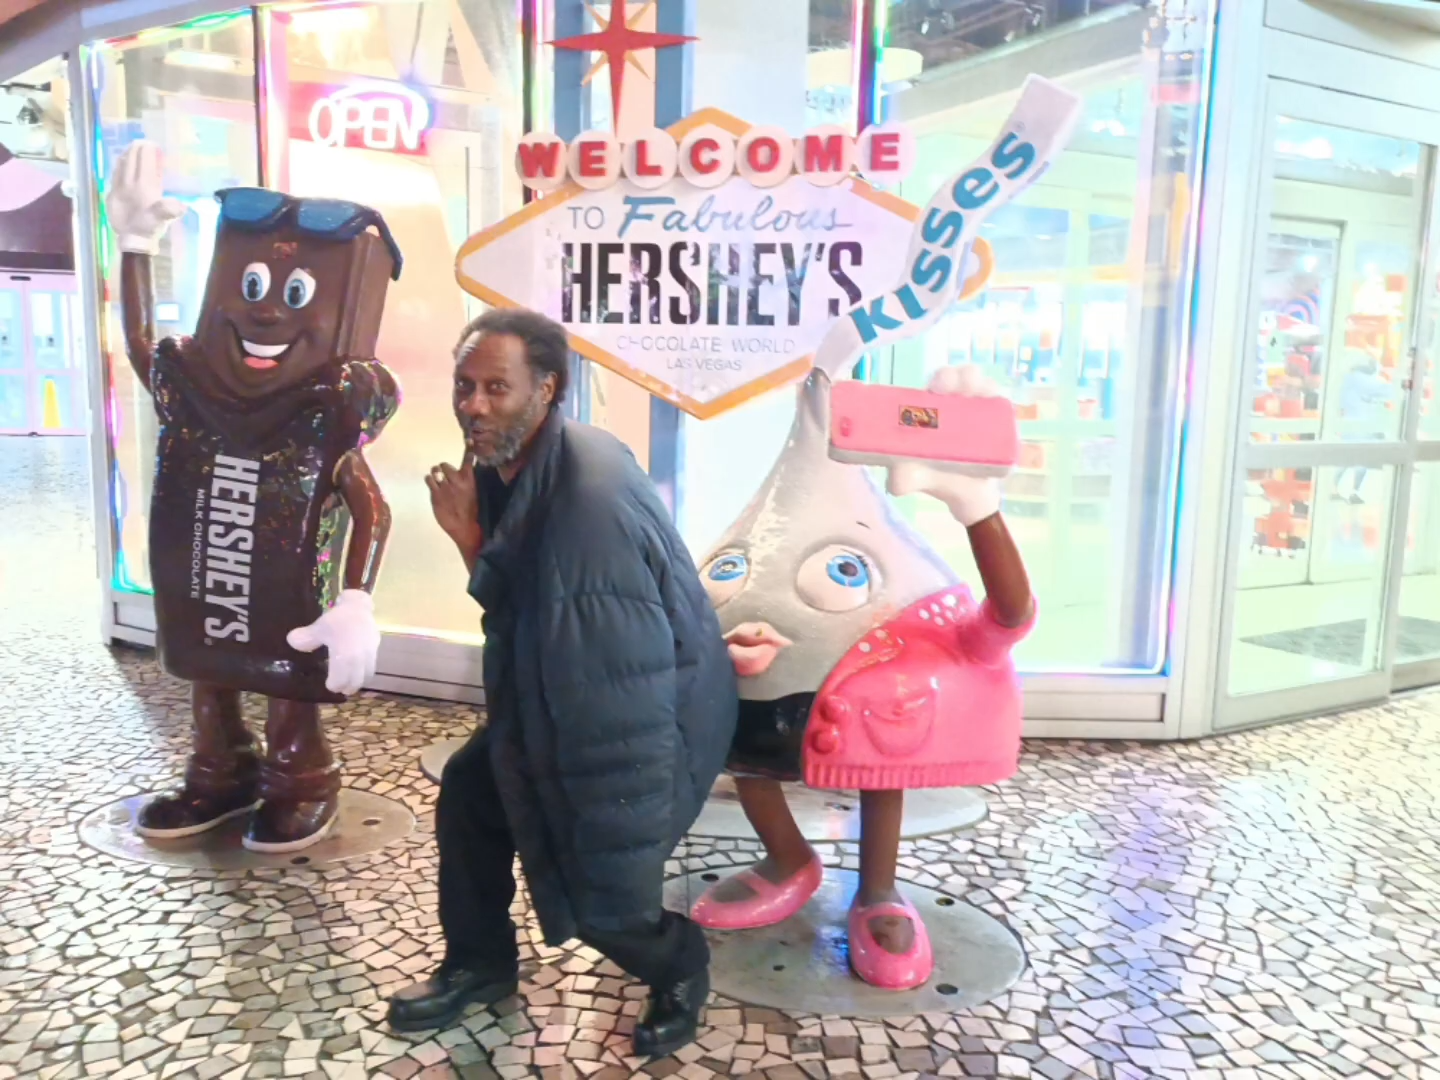 OPEN
WELCOME
TO Fabulous
HERSHEY'S
CHOCOLATE WORLD
LAS VEGAS
KISSES
®
HERSHEY'S®
MILK CHOCOLATE